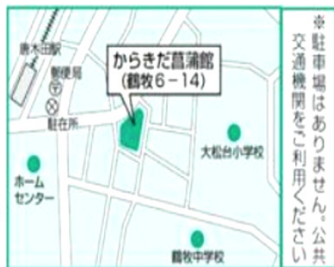 唐木田駅
郵便局
駐在所
からきだ菖蒲館
(鶴牧6-14)
大松台小学校
ホーム
センター
鶴牧中学校
※駐車場はありません。公共
交通機関をご利用ください